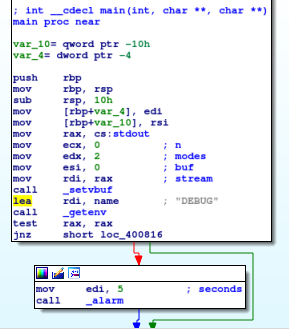 ; int __cdecl main(int, char **, char **)
main proc near
var_10= qword ptr -10h
var_4= dword ptr -4
push rbp
mov rbp, rsp
sub rsp, 10h
mov [rbp+var_4], edi
mov [rbp+var_10], rsi
mov rax, cs:stdout
mov ecx, 0 ; n
mov edx, 2 ; modes
mov esi, 0 ; buf
mov rdi, rax ; stream
call _setvbuf
lea rdi, name ; "DEBUG"
call _getenv
test rax, rax
jnz short loc_400816
mov edi, 5 ; seconds
call _alarm